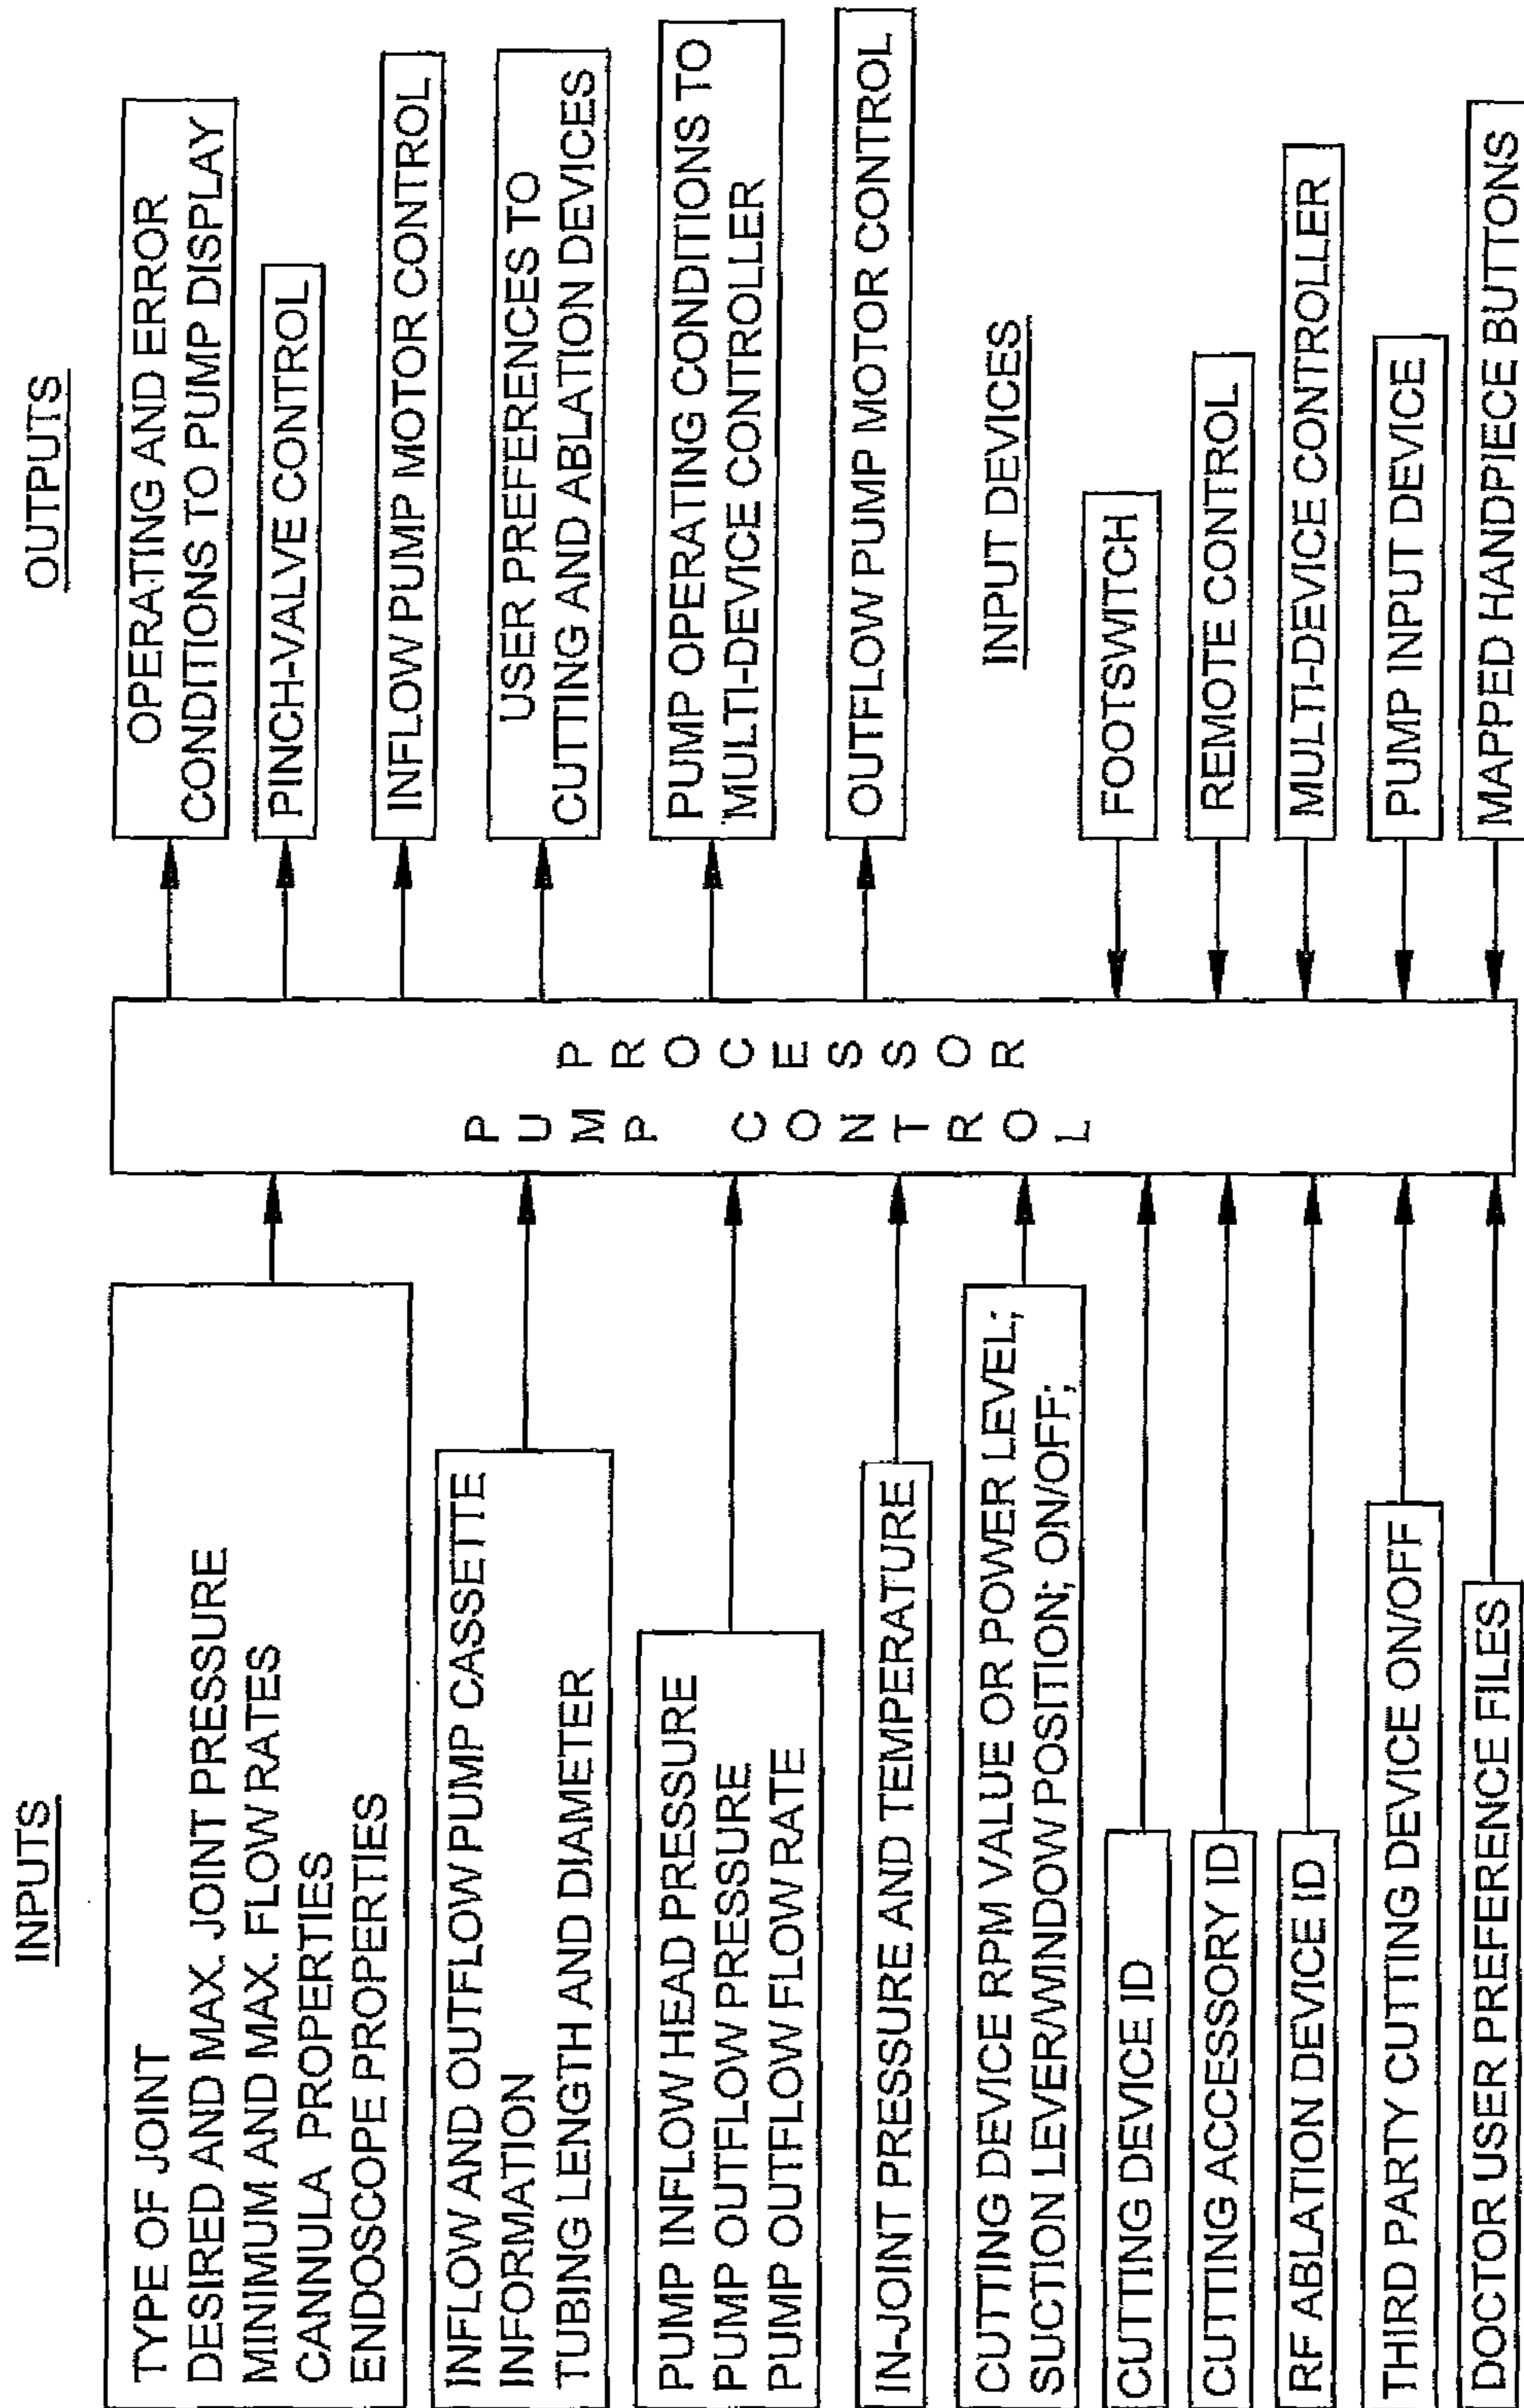 INPUTS
TYPE OF JOINT
DESIRED AND MAX. JOINT PRESSURE
MINIMUM AND MAX. FLOW RATES
CANNULA PROPERTIES
ENDOSCOPE PROPERTIES
INFLOW AND OUTFLOW PUMP CASSETTE
INFORMATION
TUBING LENGTH AND DIAMETER
PUMP INFLOW HEAD PRESSURE
PUMP OUTFLOW PRESSURE
PUMP OUTFLOW FLOW RATE
IN-JOINT PRESSURE AND TEMPERATURE
CUTTING DEVICE RPM VALUE OR POWER LEVEL;
SUCTION LEVER/WINDOW POSITION; ON/OFF;
CUTTING DEVICE ID
CUTTING ACCESSORY ID
RF ABLATION DEVICE ID
THIRD PARTY CUTTING DEVICE ON/OFF
DOCTOR USER PREFERENCE FILES
PUMP CONTROL
PROCESSOR
OUTPUTS
OPERATING AND ERROR
CONDITIONS TO PUMP DISPLAY
PINCH-VALVE CONTROL
INFLOW PUMP MOTOR CONTROL
USER PREFERENCES TO
CUTTING AND ABLATION DEVICES
PUMP OPERATING CONDITIONS TO
MULTI-DEVICE CONTROLLER
OUTFLOW PUMP MOTOR CONTROL
INPUT DEVICES
FOOTSWITCH
REMOTE CONTROL
MULTI-DEVICE CONTROLLER
PUMP INPUT DEVICE
MAPPED HANDPIECE BUTTONS